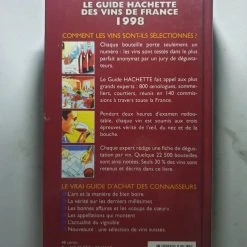 LE GUIDE HACHETTE
DES VINS DE FRANCE
1998
COMMENT LES VINS SONT-ILS SÉLECTIONNÉS ?
Chaque bouteille porte seulement un
numéro : les vins sont testés dans le plus
parfait anonymat par un jury de dégusta-
teurs.
Le Guide HACHETTE fait appel aux plus
grands experts : 600 œnologues, somme-
liers, courtiers, réunis en 140 commis-
sions à travers toute la France.
Pendant deux heures d'examen redou-
table, chaque vin est soumis aux trois
épreuves vérité de l'œil, du nez et de la
bouche.
Chaque expert rédige une fiche de dégus-
tation par vin. Quelque 22 500 bouteilles
sont ainsi notées. Seuls 30 % des vins
sont retenus et étoilés.
LE VRAI GUIDE D'ACHAT DES CONNAISSEURS
L'art et la manière de bien boire
La vérité sur les derniers millésimes
Les bonnes affaires et les coups de cœur
Les appellations qui montent
L'actualité du vignoble
Nouveauté : une sélection de vins suisses.